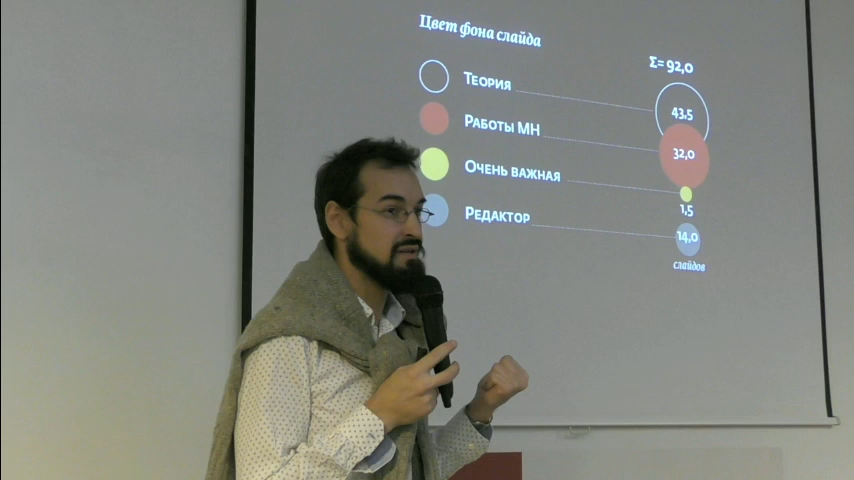 Цвет фона слайда
Σ= 92,0
Теория
43,5
Работы МН
32,0
Очень важная
1,5
Редактор
14,0
слайдов